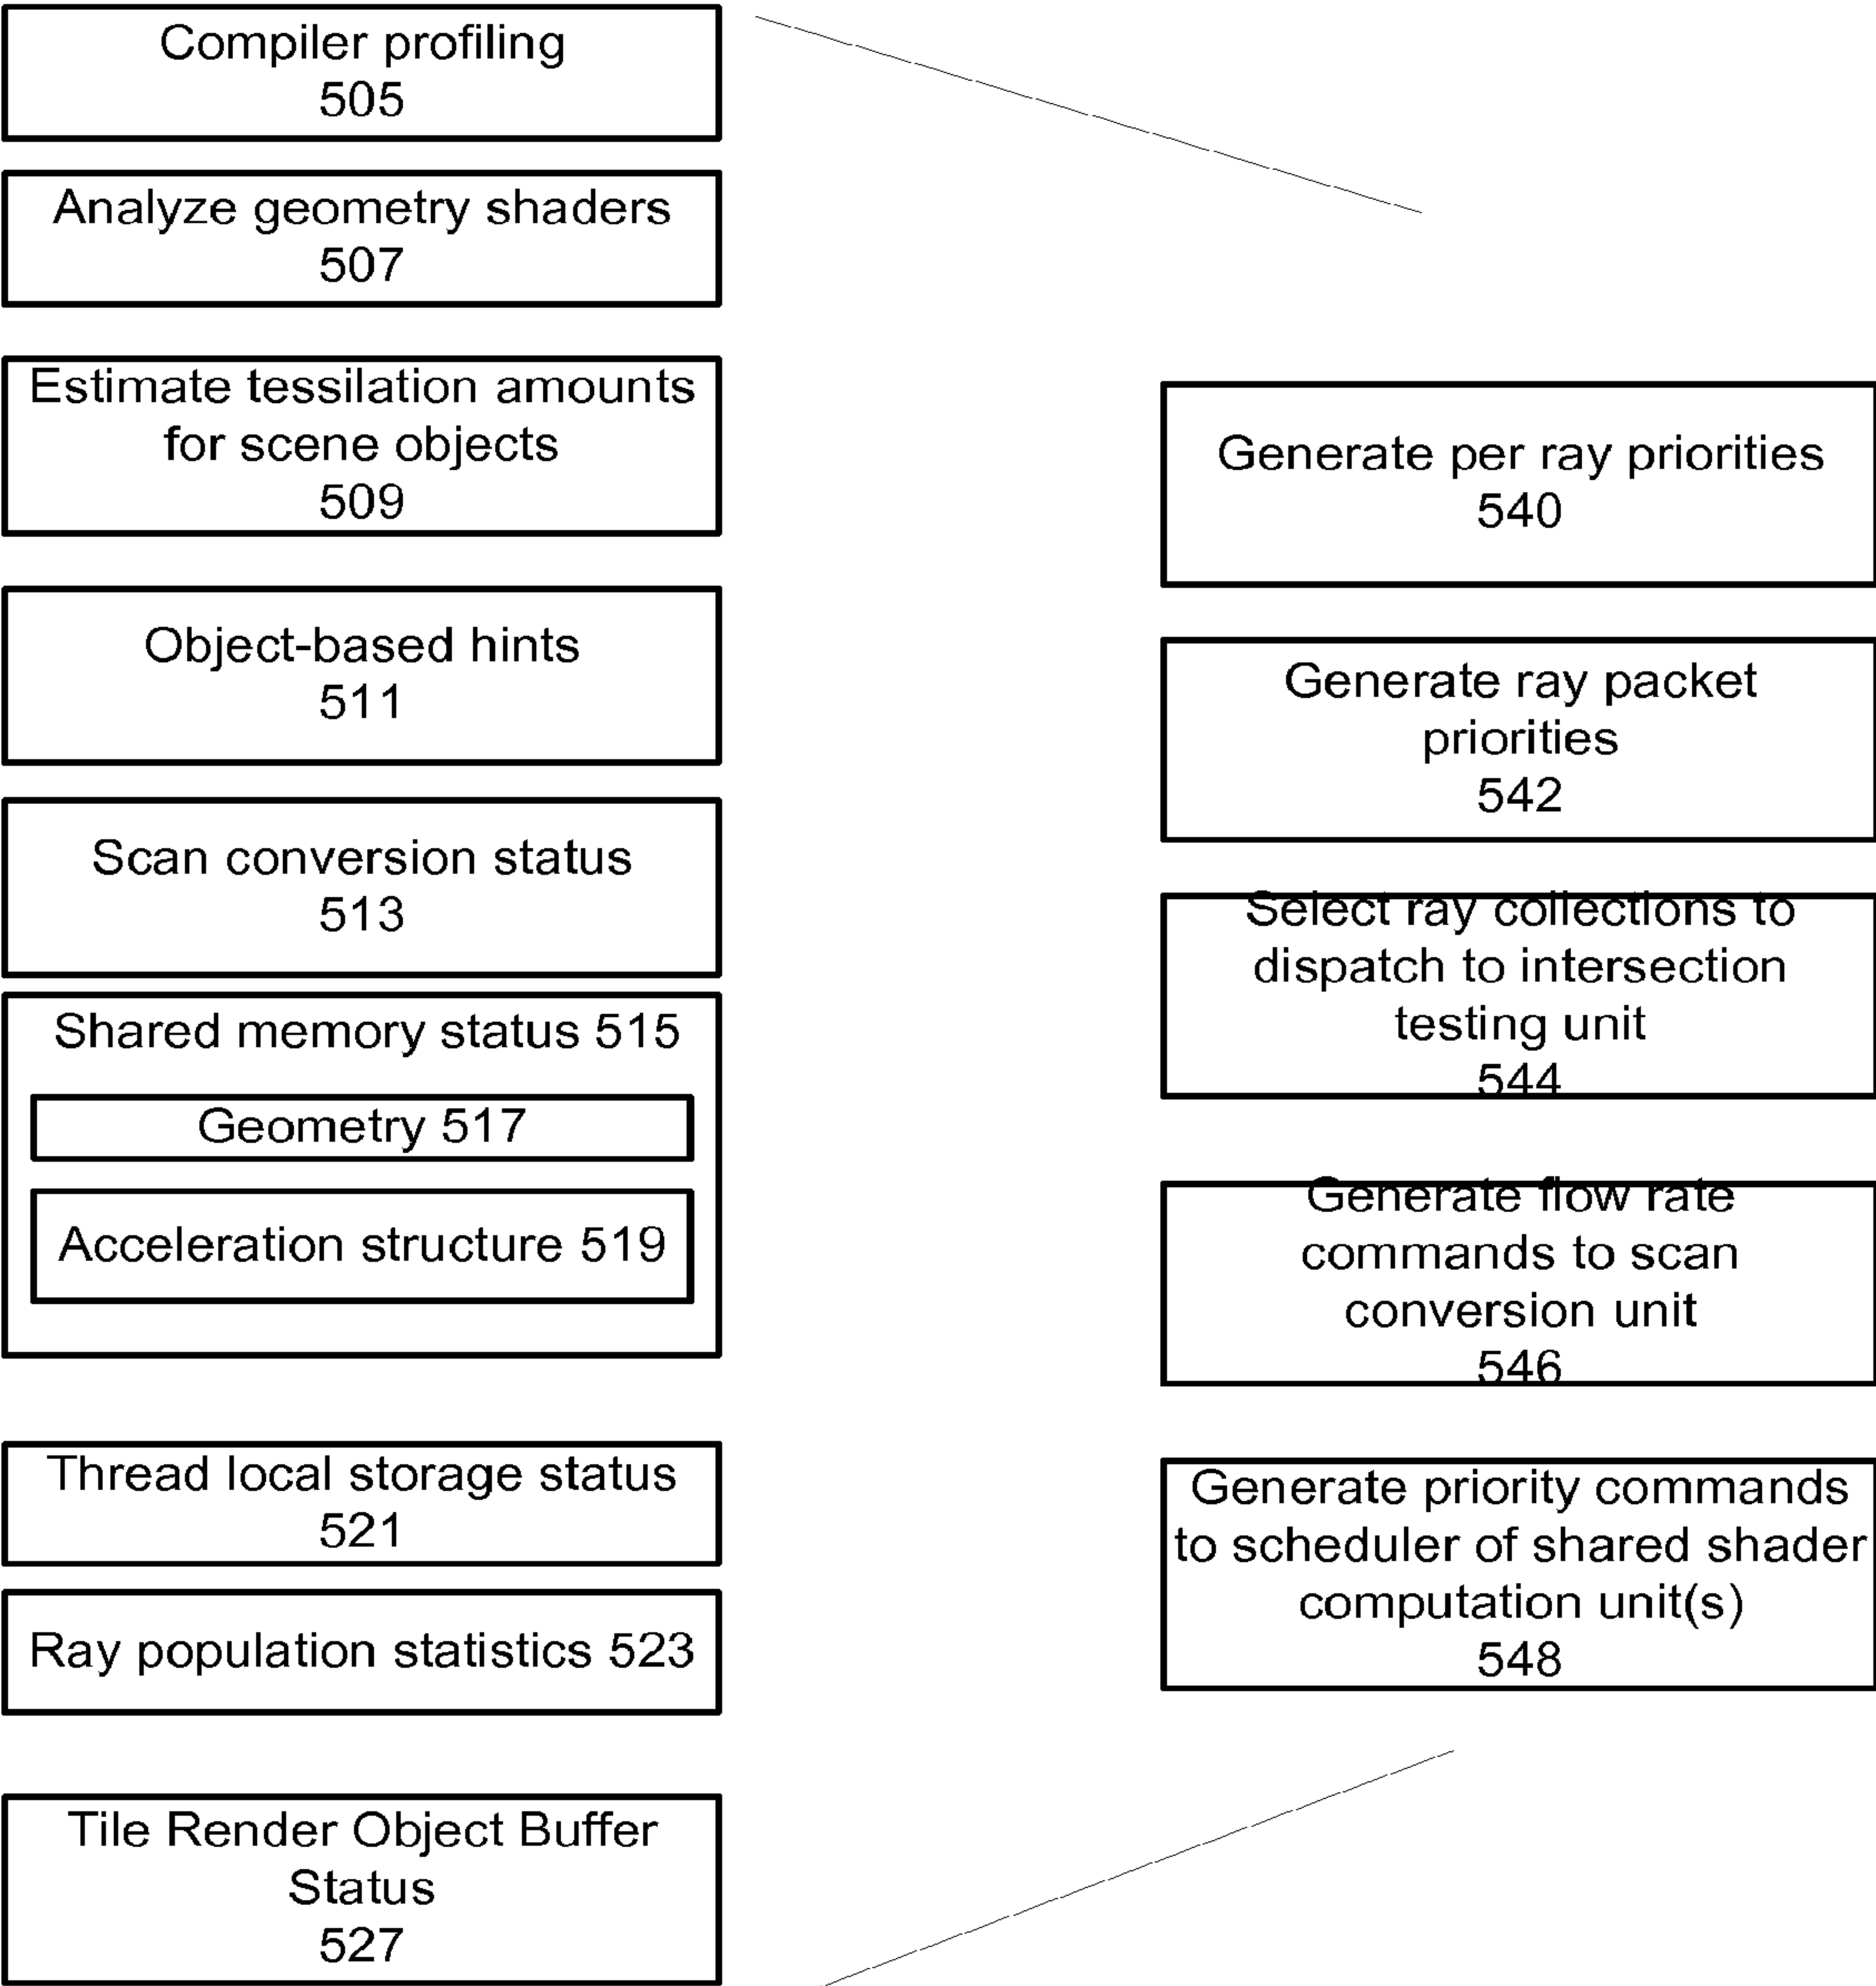 Compiler profiling
505
Analyze geometry shaders
507
Estimate tessilation amounts
for scene objects
509
Object-based hints
511
Scan conversion status
513
Shared memory status 515
Geometry 517
Acceleration structure 519
Thread local storage status
521
Ray population statistics 523
Tile Render Object Buffer
Status
527
Generate per ray priorities
540
Generate ray packet
priorities
542
Select ray collections to
dispatch to intersection
testing unit
544
Generate flow rate
commands to scan
conversion unit
546
Generate priority commands
to scheduler of shared shader
computation unit(s)
548